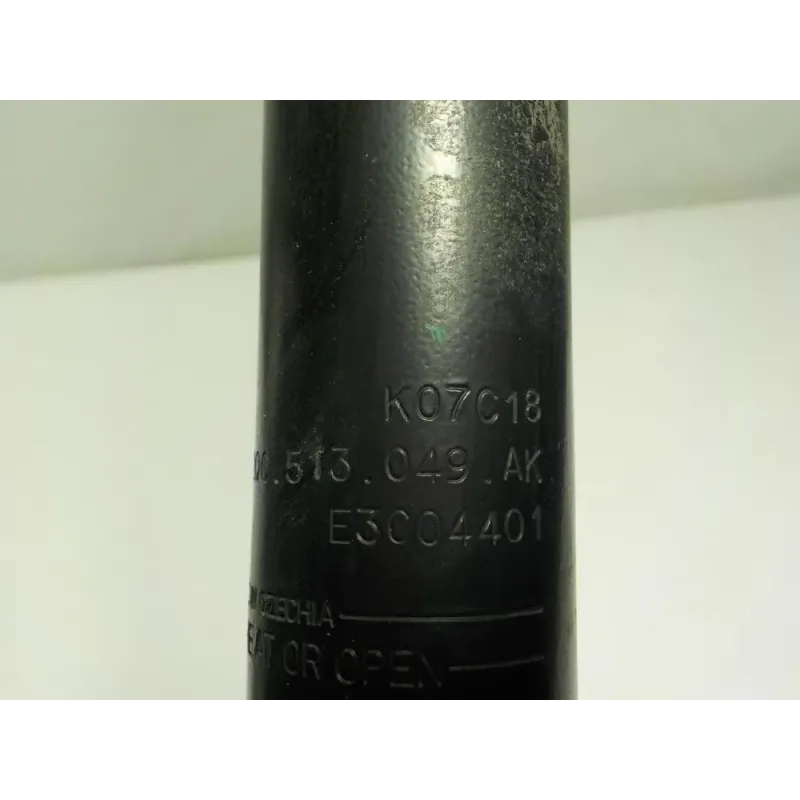 K07C18
.513.049.AK
E3C04401
CZECHIA
OR OPEN